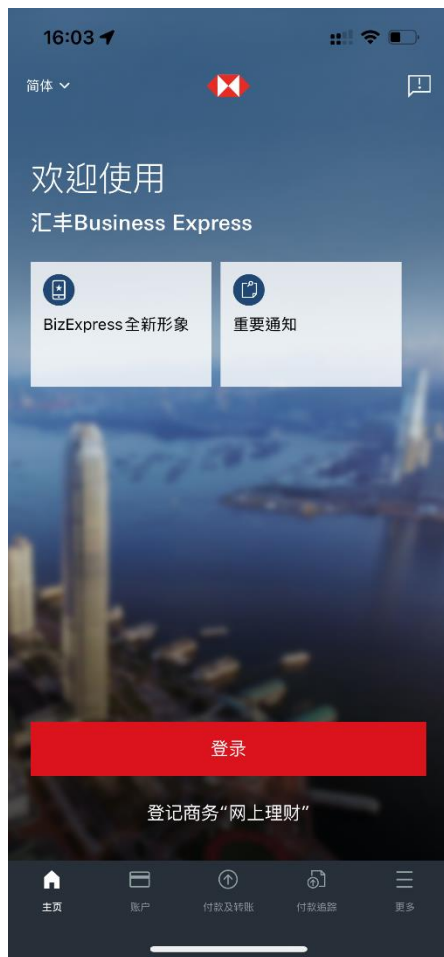 16:03
简体
欢迎使用
汇丰Business Express
BizExpress全新形象
重要通知
登录
登记商务“网上理财”
主页
账户
付款及转账
付款追踪
更多